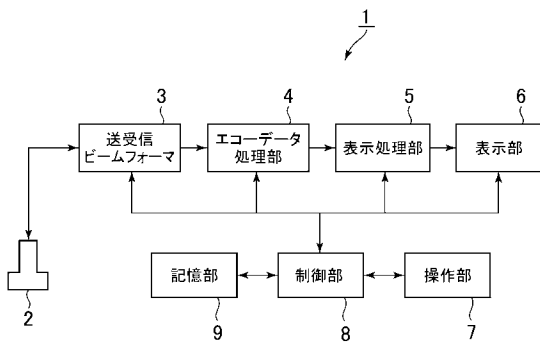 1
3
4
5
6
送受信
ビームフォーマ
エコーデータ
処理部
表示処理部
表示部
記憶部
制御部
操作部
2
9
8
7